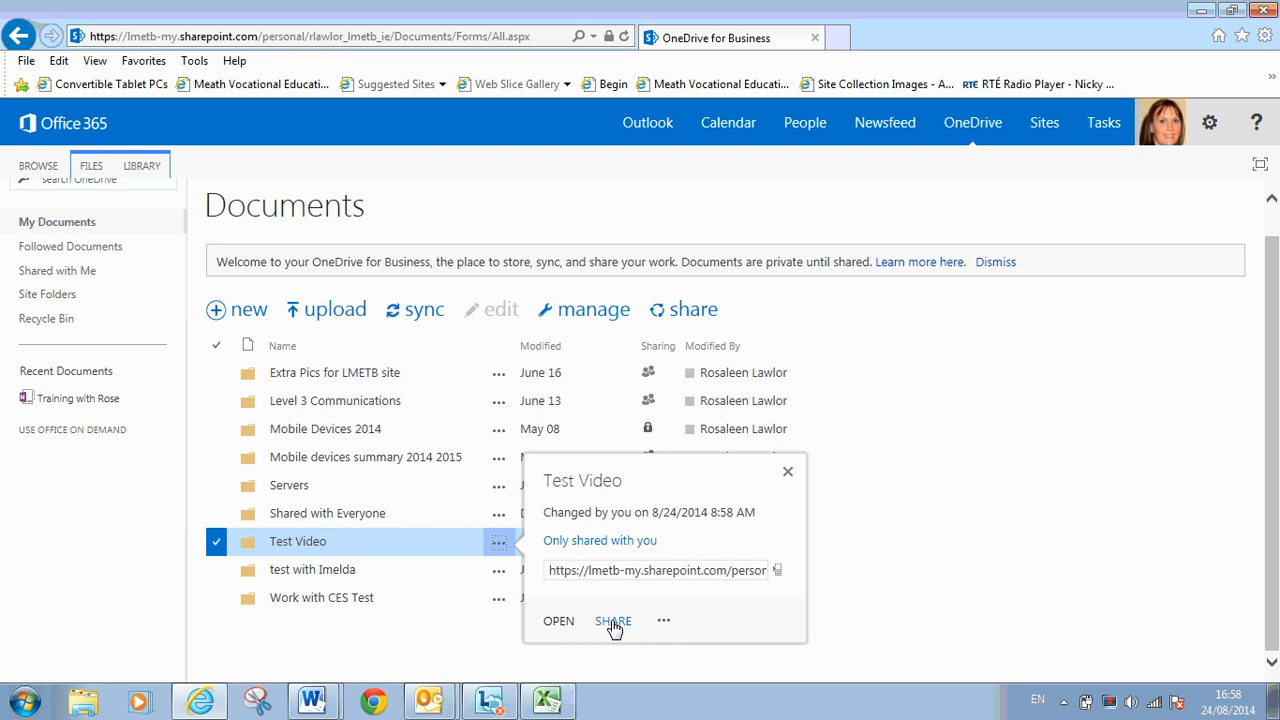 https://lmetb-my.sharepoint.com/personal/rlawlor_lmetb_ie/Documents/Forms/All.aspx
OneDrive for Business
File Edit View Favorites Tools Help
Convertible Tablet PCs Meath Vocational Educati... Suggested Sites Web Slice Gallery Begin Meath Vocational Educati... Site Collection Images - A... RTÉ RTÉ Radio Player - Nicky ...
Office 365 Outlook Calendar People Newsfeed OneDrive Sites Tasks ?
BROWSE FILES LIBRARY
search OneDrive
My Documents
Followed Documents
Shared with Me
Site Folders
Recycle Bin
Recent Documents
Training with Rose
USE OFFICE ON DEMAND
Documents
Welcome to your OneDrive for Business, the place to store, sync, and share your work. Documents are private until shared. Learn more here. Dismiss
new upload sync edit manage share
Name Modified Sharing Modified By
Extra Pics for LMETB site ... June 16 Rosaleen Lawlor
Level 3 Communications ... June 13 Rosaleen Lawlor
Mobile Devices 2014 ... May 08 Rosaleen Lawlor
Mobile devices summary 2014 2015 ...
Servers ...
Shared with Everyone ...
Test Video ...
test with Imelda ...
Work with CES Test ...
Test Video
Changed by you on 8/24/2014 8:58 AM
Only shared with you
https://lmetb-my.sharepoint.com/person
OPEN SHARE ...
EN 16:58
24/08/2014